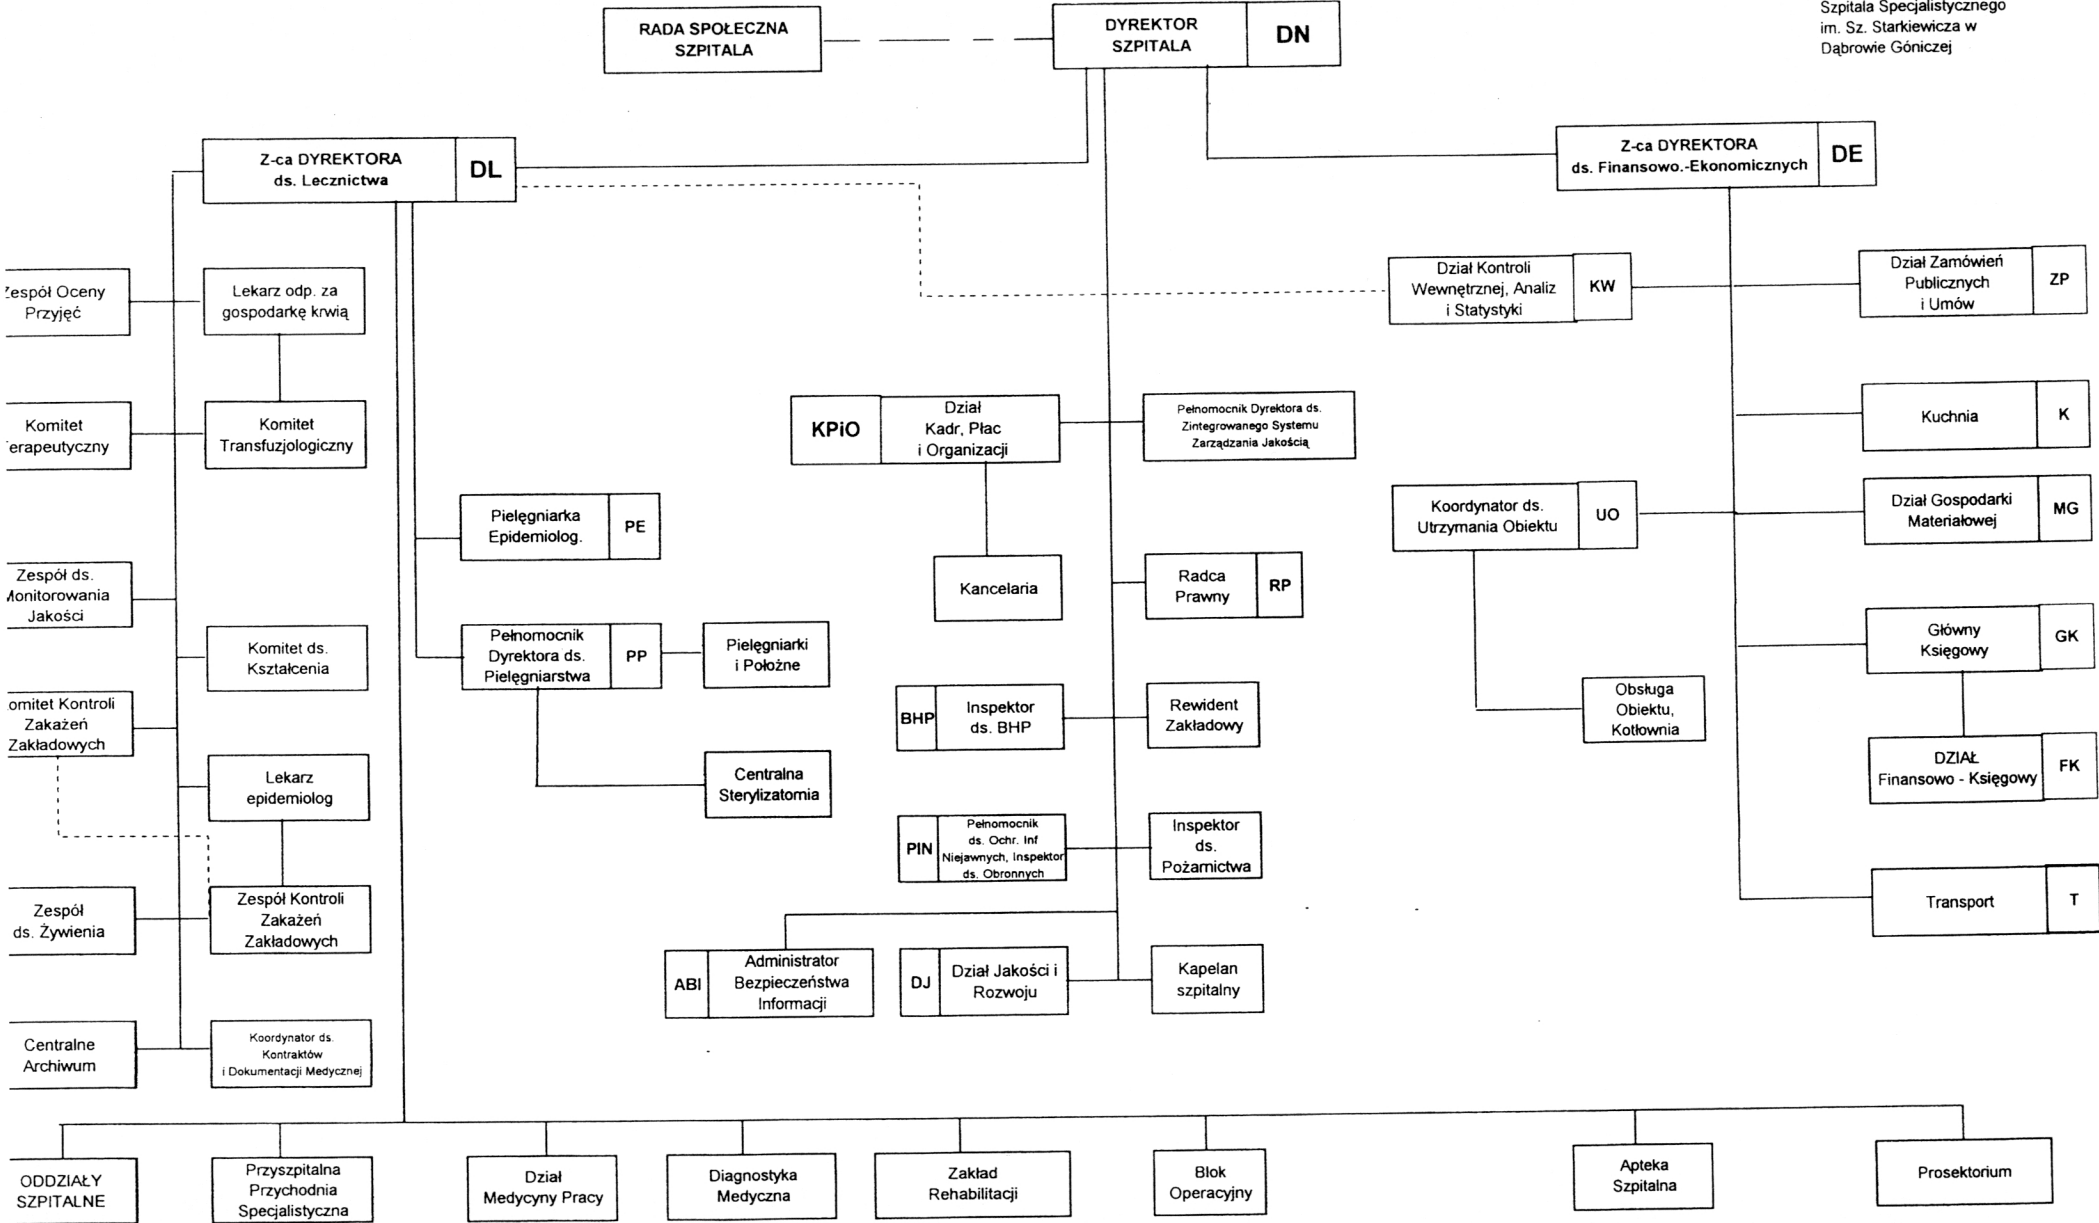 Szpitala Specjalistycznego
im. Sz. Starkiewicza w
Dąbrowie Góniczej
RADA SPOŁECZNA
SZPITALA
DYREKTOR
SZPITALA
DN
Z-ca DYREKTORA
ds. Lecznictwa
DL
Z-ca DYREKTORA
ds. Finansowo.-Ekonomicznych
DE
Zespół Oceny
Przyjęć
Lekarz odp. za
gospodarkę krwią
Dział Kontroli
Wewnętrznej, Analiz
i Statystyki
KW
Dział Zamówień
Publicznych
i Umów
ZP
Komitet
Terapeutyczny
Komitet
Transfuzjologiczny
KPiO
Dział
Kadr, Płac
i Organizacji
Pełnomocnik Dyrektora ds.
Zintegrowanego Systemu
Zarządzania Jakością
Kuchnia
K
Pielęgniarka
Epidemiolog.
PE
Koordynator ds.
Utrzymania Obiektu
UO
Dział Gospodarki
Materiałowej
MG
Zespół ds.
Monitorowania
Jakości
Kancelaria
Radca
Prawny
RP
Komitet ds.
Kształcenia
Pełnomocnik
Dyrektora ds.
Pielęgniarstwa
PP
Pielęgniarki
i Położne
Główny
Księgowy
GK
omitet Kontroli
Zakażeń
Zakładowych
BHP
Inspektor
ds. BHP
Rewident
Zakładowy
Obsługa
Obiektu,
Kotłownia
Lekarz
epidemiolog
Centralna
Sterylizatornia
DZIAŁ
Finansowo - Księgowy
FK
PIN
Pełnomocnik
ds. Ochr. Inf
Niejawnych, Inspektor
ds. Obronnych
Inspektor
ds.
Pożarnictwa
Zespół
ds. Żywienia
Zespół Kontroli
Zakażeń
Zakładowych
Transport
T
ABI
Administrator
Bezpieczeństwa
Informacji
DJ
Dział Jakości i
Rozwoju
Kapelan
szpitalny
Centralne
Archiwum
Koordynator ds.
Kontraktów
i Dokumentacji Medycznej
ODDZIAŁY
SZPITALNE
Przyszpitalna
Przychodnia
Specjalistyczna
Dział
Medycyny Pracy
Diagnostyka
Medyczna
Zakład
Rehabilitacji
Blok
Operacyjny
Apteka
Szpitalna
Prosektorium